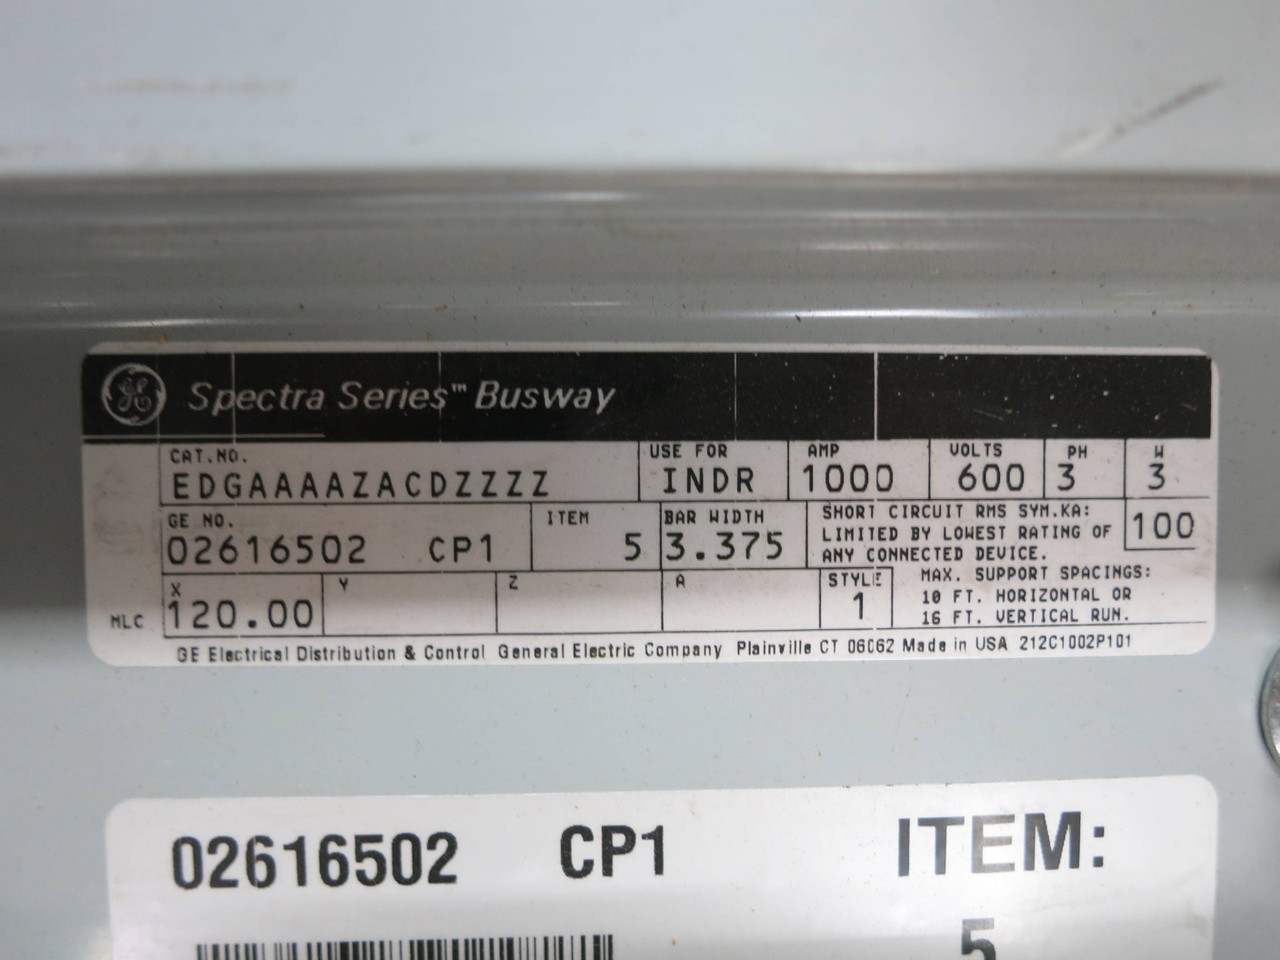 GE Spectra Series™ Busway
CAT.NO. USE FOR AMP VOLTS PH W
EDGAAAAZACDZZZZ INDR 1000 600 3 3
GE NO. ITEM BAR WIDTH SHORT CIRCUIT RMS SYM.KA: 100
02616502 CP1 5 3.375 LIMITED BY LOWEST RATING OF
ANY CONNECTED DEVICE.
X Y Z A STYLE MAX. SUPPORT SPACINGS:
MLC 120.00 1 10 FT. HORIZONTAL OR
16 FT. VERTICAL RUN.
GE Electrical Distribution & Control General Electric Company Plainville CT 06062 Made in USA 212C1002P101
02616502 CP1 ITEM:
5